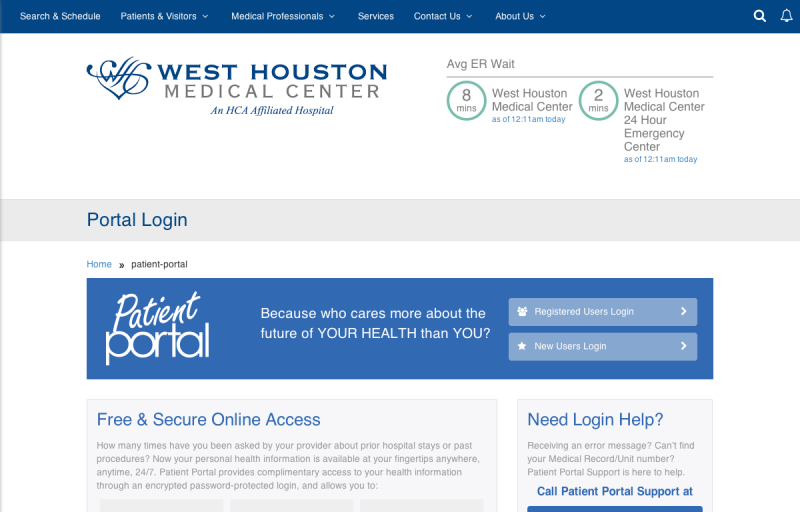 Search & Schedule Patients & Visitors Medical Professionals Services Contact Us About Us
WEST HOUSTON
MEDICAL CENTER
An HCA Affiliated Hospital
Avg ER Wait
8
mins
West Houston
Medical Center
as of 12:11am today
2
mins
West Houston
Medical Center
24 Hour
Emergency
Center
as of 12:11am today
Portal Login
Home » patient-portal
Patient
portal
Because who cares more about the
future of YOUR HEALTH than YOU?
Registered Users Login
New Users Login
Free & Secure Online Access
How many times have you been asked by your provider about prior hospital stays or past
procedures? Now your personal health information is available at your fingertips anywhere,
anytime, 24/7. Patient Portal provides complimentary access to your health information
through an encrypted password-protected login, and allows you to:
Need Login Help?
Receiving an error message? Can't find
your Medical Record/Unit number?
Patient Portal Support is here to help.
Call Patient Portal Support at